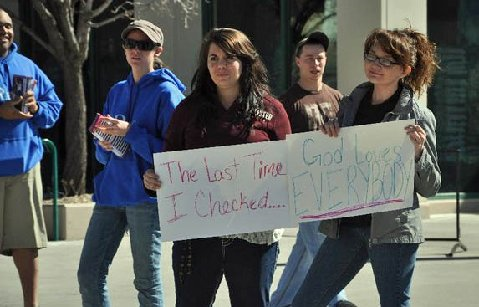 The Last Time
I Checked....
God Loves
EVERYBODY